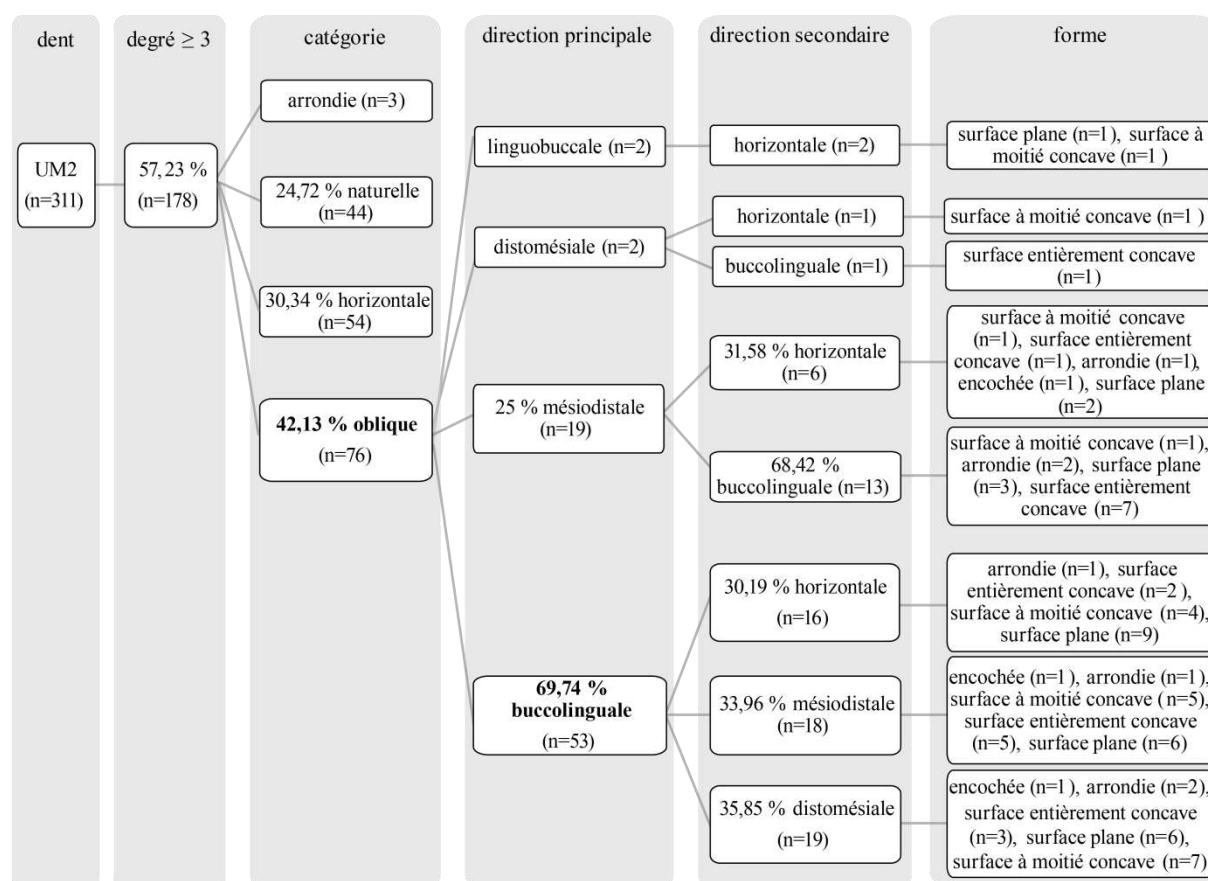 dent
degré ≥ 3
catégorie
direction principale
direction secondaire
forme
UM2
(n=311)
57,23 %
(n=178)
arrondie (n=3)
24,72 % naturelle
(n=44)
30,34 % horizontale
(n=54)
42,13 % oblique
(n=76)
linguobuccale (n=2)
distomésiale (n=2)
25 % mésiodistale
(n=19)
69,74 %
buccolinguale
(n=53)
horizontale (n=2)
horizontale (n=1)
buccolinguale (n=1)
31,58 % horizontale
(n=6)
68,42 %
buccolinguale (n=13)
30,19 % horizontale
(n=16)
33,96 % mésiodistale
(n=18)
35,85 % distomésiale
(n=19)
surface plane (n=1), surface à
moitié concave (n=1 )
surface à moitié concave (n=1 )
surface entièrement concave
(n=1)
surface à moitié concave
(n=1), surface entièrement
concave (n=1), arrondie (n=1),
encochée (n=1), surface plane
(n=2)
surface à moitié concave (n=1),
arrondie (n=2), surface plane
(n=3), surface entièrement
concave (n=7)
arrondie (n=1), surface
entièrement concave (n=2),
surface à moitié concave (n=4),
surface plane (n=9)
encochée (n=1), arrondie (n=1),
surface à moitié concave (n=5),
surface entièrement concave
(n=5), surface plane (n=6)
encochée (n=1), arrondie (n=2),
surface entièrement concave
(n=3), surface plane (n=6),
surface à moitié concave (n=7)